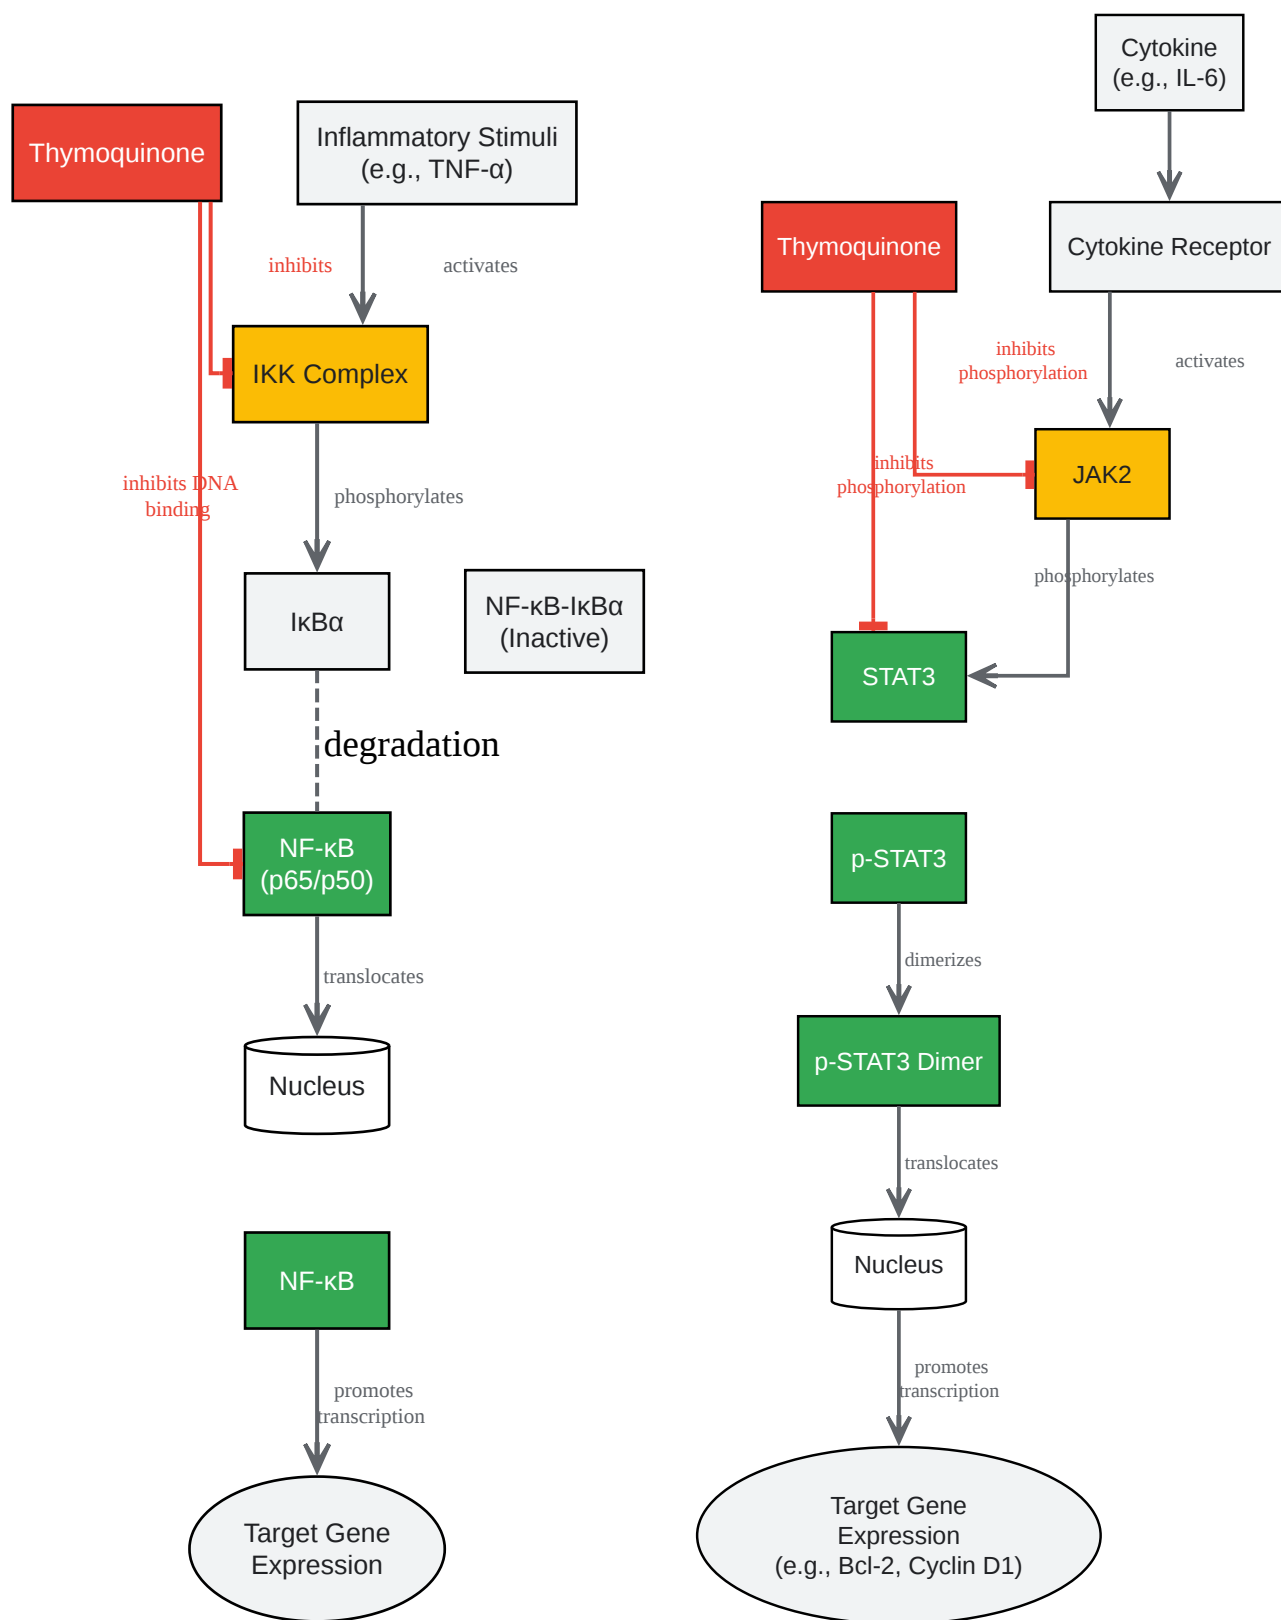 Thymoquinone
Inflammatory Stimuli
(e.g., TNF-α)
inhibits
activates
IKK Complex
inhibits DNA
binding
phosphorylates
IκBα
NF-κB-IκBα
(Inactive)
degradation
NF-κB
(p65/p50)
translocates
Nucleus
NF-κB
promotes
transcription
Target Gene
Expression
Cytokine
(e.g., IL-6)
Thymoquinone
Cytokine Receptor
inhibits
phosphorylation
activates
inhibits
phosphorylation
JAK2
phosphorylates
STAT3
p-STAT3
dimerizes
p-STAT3 Dimer
translocates
Nucleus
promotes
transcription
Target Gene
Expression
(e.g., Bcl-2, Cyclin D1)